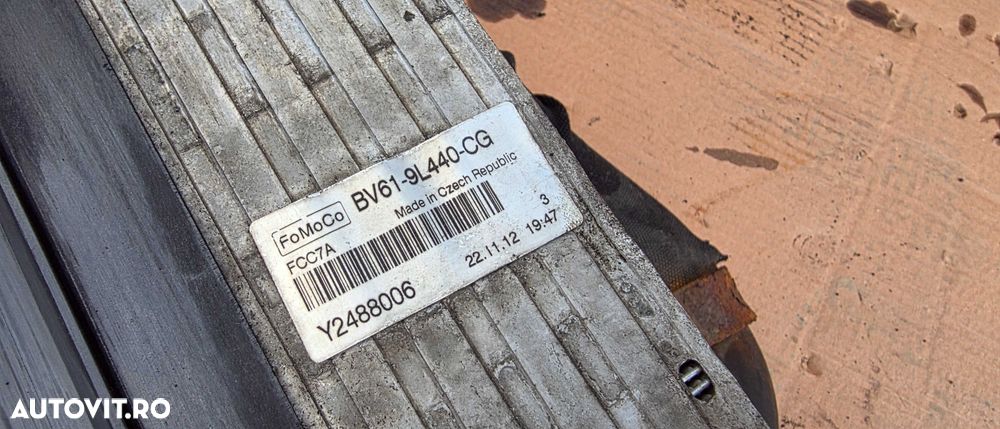 FoMoCo BV61-9L440-CG
FCC7A Made in Czech Republic
3
Y2488006 22.11.12 19:47
AUTOVIT.RO